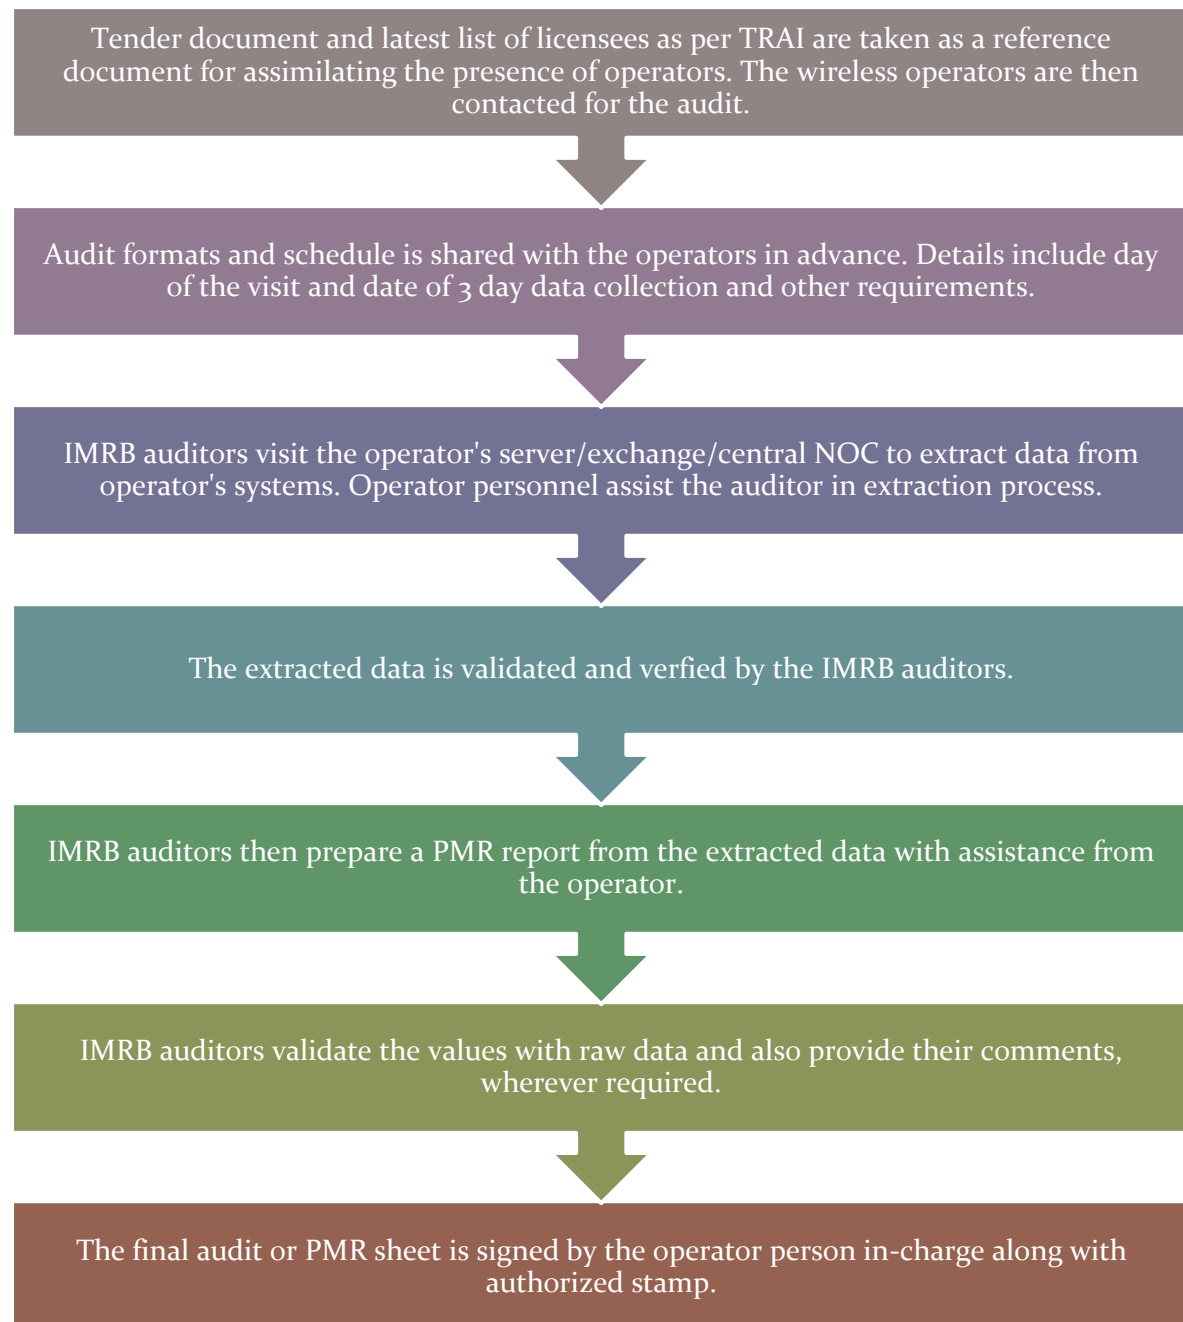 Tender document and latest list of licensees as per TRAI are taken as a reference
document for assimilating the presence of operators. The wireless operators are then
contacted for the audit.
Audit formats and schedule is shared with the operators in advance. Details include day
of the visit and date of 3 day data collection and other requirements.
IMRB auditors visit the operator's server/exchange/central NOC to extract data from
operator's systems. Operator personnel assist the auditor in extraction process.
The extracted data is validated and verfied by the IMRB auditors.
IMRB auditors then prepare a PMR report from the extracted data with assistance from
the operator.
IMRB auditors validate the values with raw data and also provide their comments,
wherever required.
The final audit or PMR sheet is signed by the operator person in-charge along with
authorized stamp.